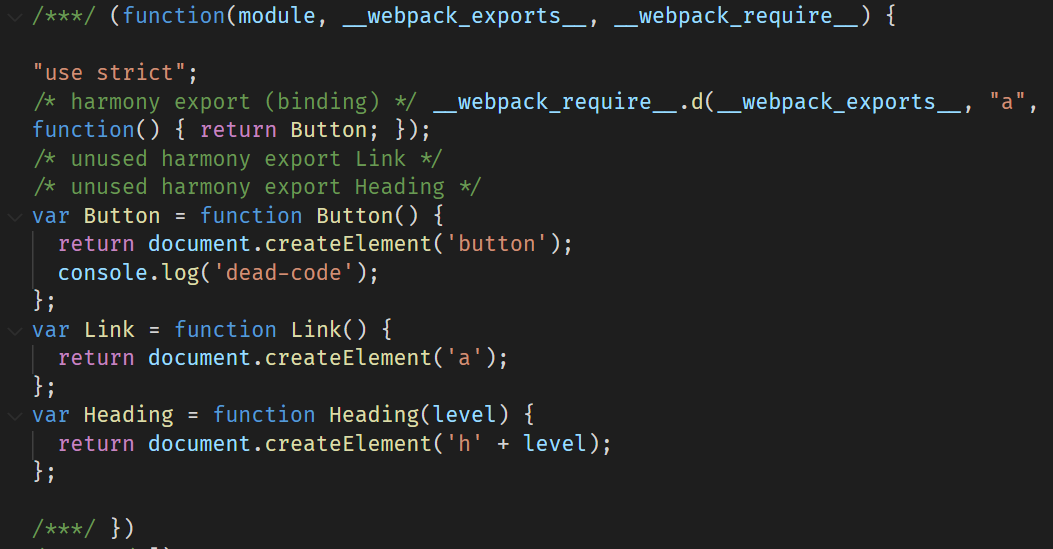 /***/ (function(module, __webpack_exports__, __webpack_require__) {
"use strict";
/* harmony export (binding) */ __webpack_require__.d(__webpack_exports__, "a",
function() { return Button; });
/* unused harmony export Link */
/* unused harmony export Heading */
var Button = function Button() {
  return document.createElement('button');
  console.log('dead-code');
};
var Link = function Link() {
  return document.createElement('a');
};
var Heading = function Heading(level) {
  return document.createElement('h' + level);
};
/***/ })